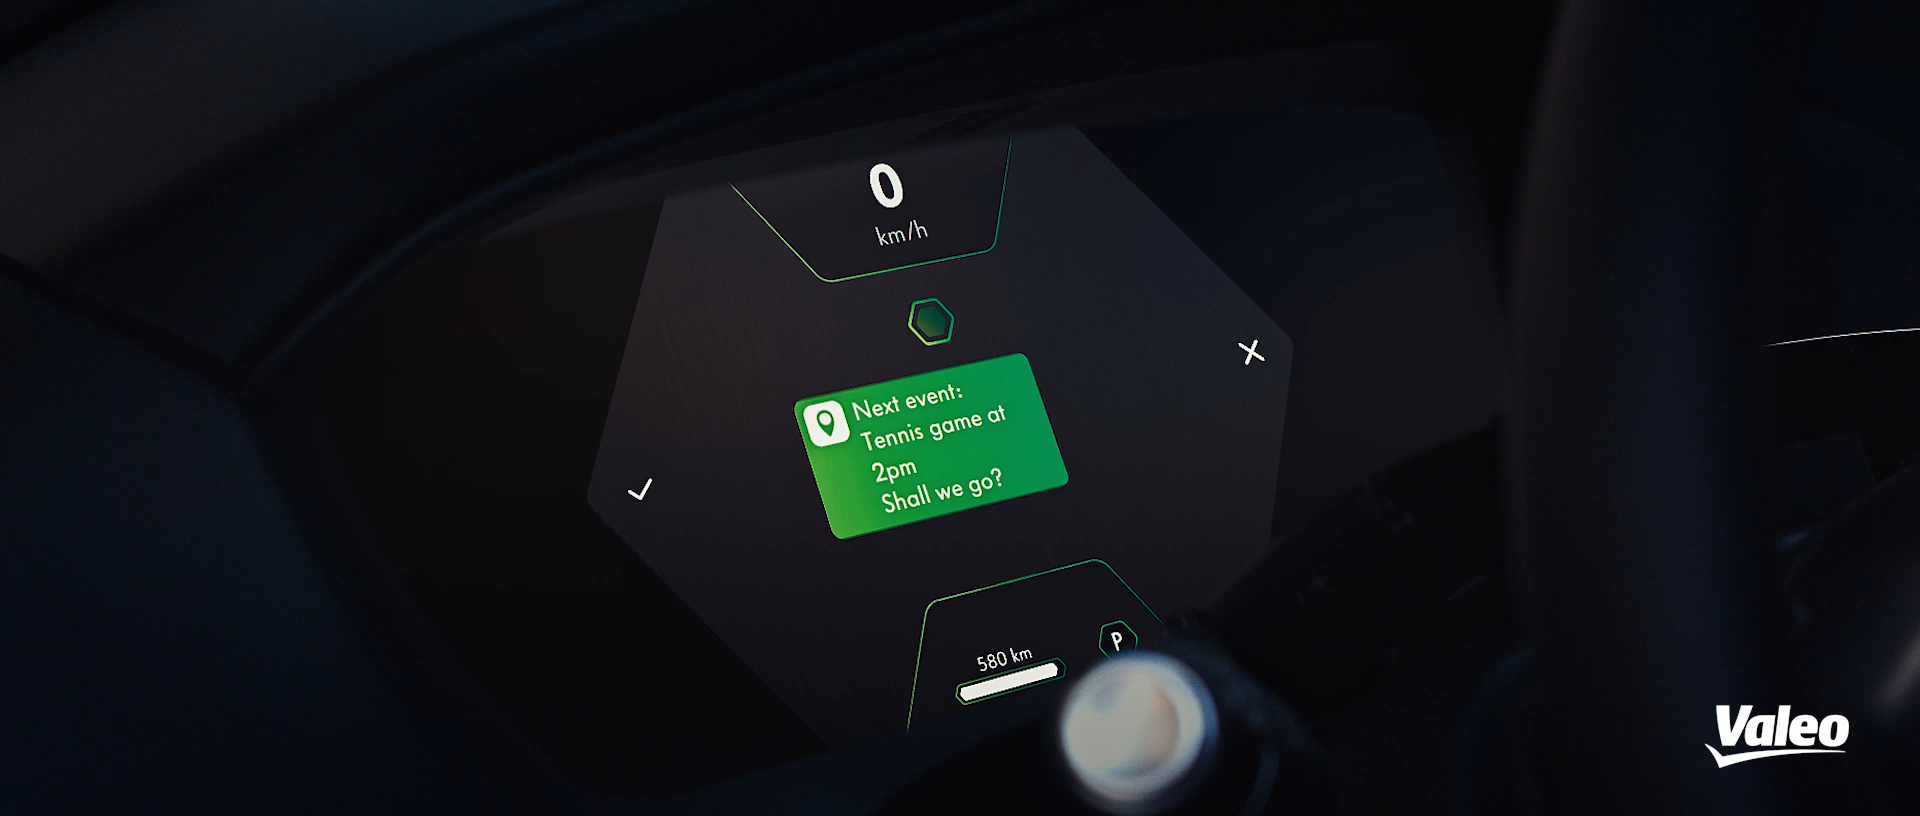 0
km/h
Next event:
Tennis game at
2pm
Shall we go?
580 km
P
Valeo